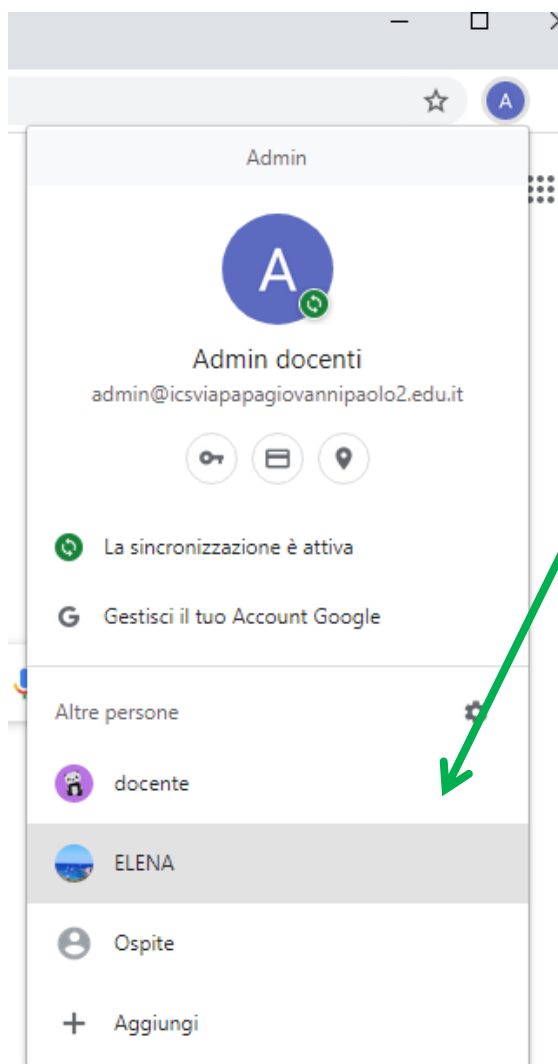 A
Admin
A
Admin docenti
admin@icsviapapagiovannipaolo2.edu.it
La sincronizzazione è attiva
G Gestisci il tuo Account Google
Altre persone
docente
ELENA
Ospite
+ Aggiungi